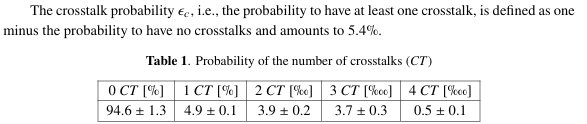 The crosstalk probability ϵc, i.e., the probability to have at least one crosstalk, is defined as one
minus the probability to have no crosstalks and amounts to 5.4%.
Table 1. Probability of the number of crosstalks (CT)
0 CT [%] 1 CT [%] 2 CT [‰] 3 CT [‱] 4 CT [‱]
94.6 ± 1.3 4.9 ± 0.1 3.9 ± 0.2 3.7 ± 0.3 0.5 ± 0.1